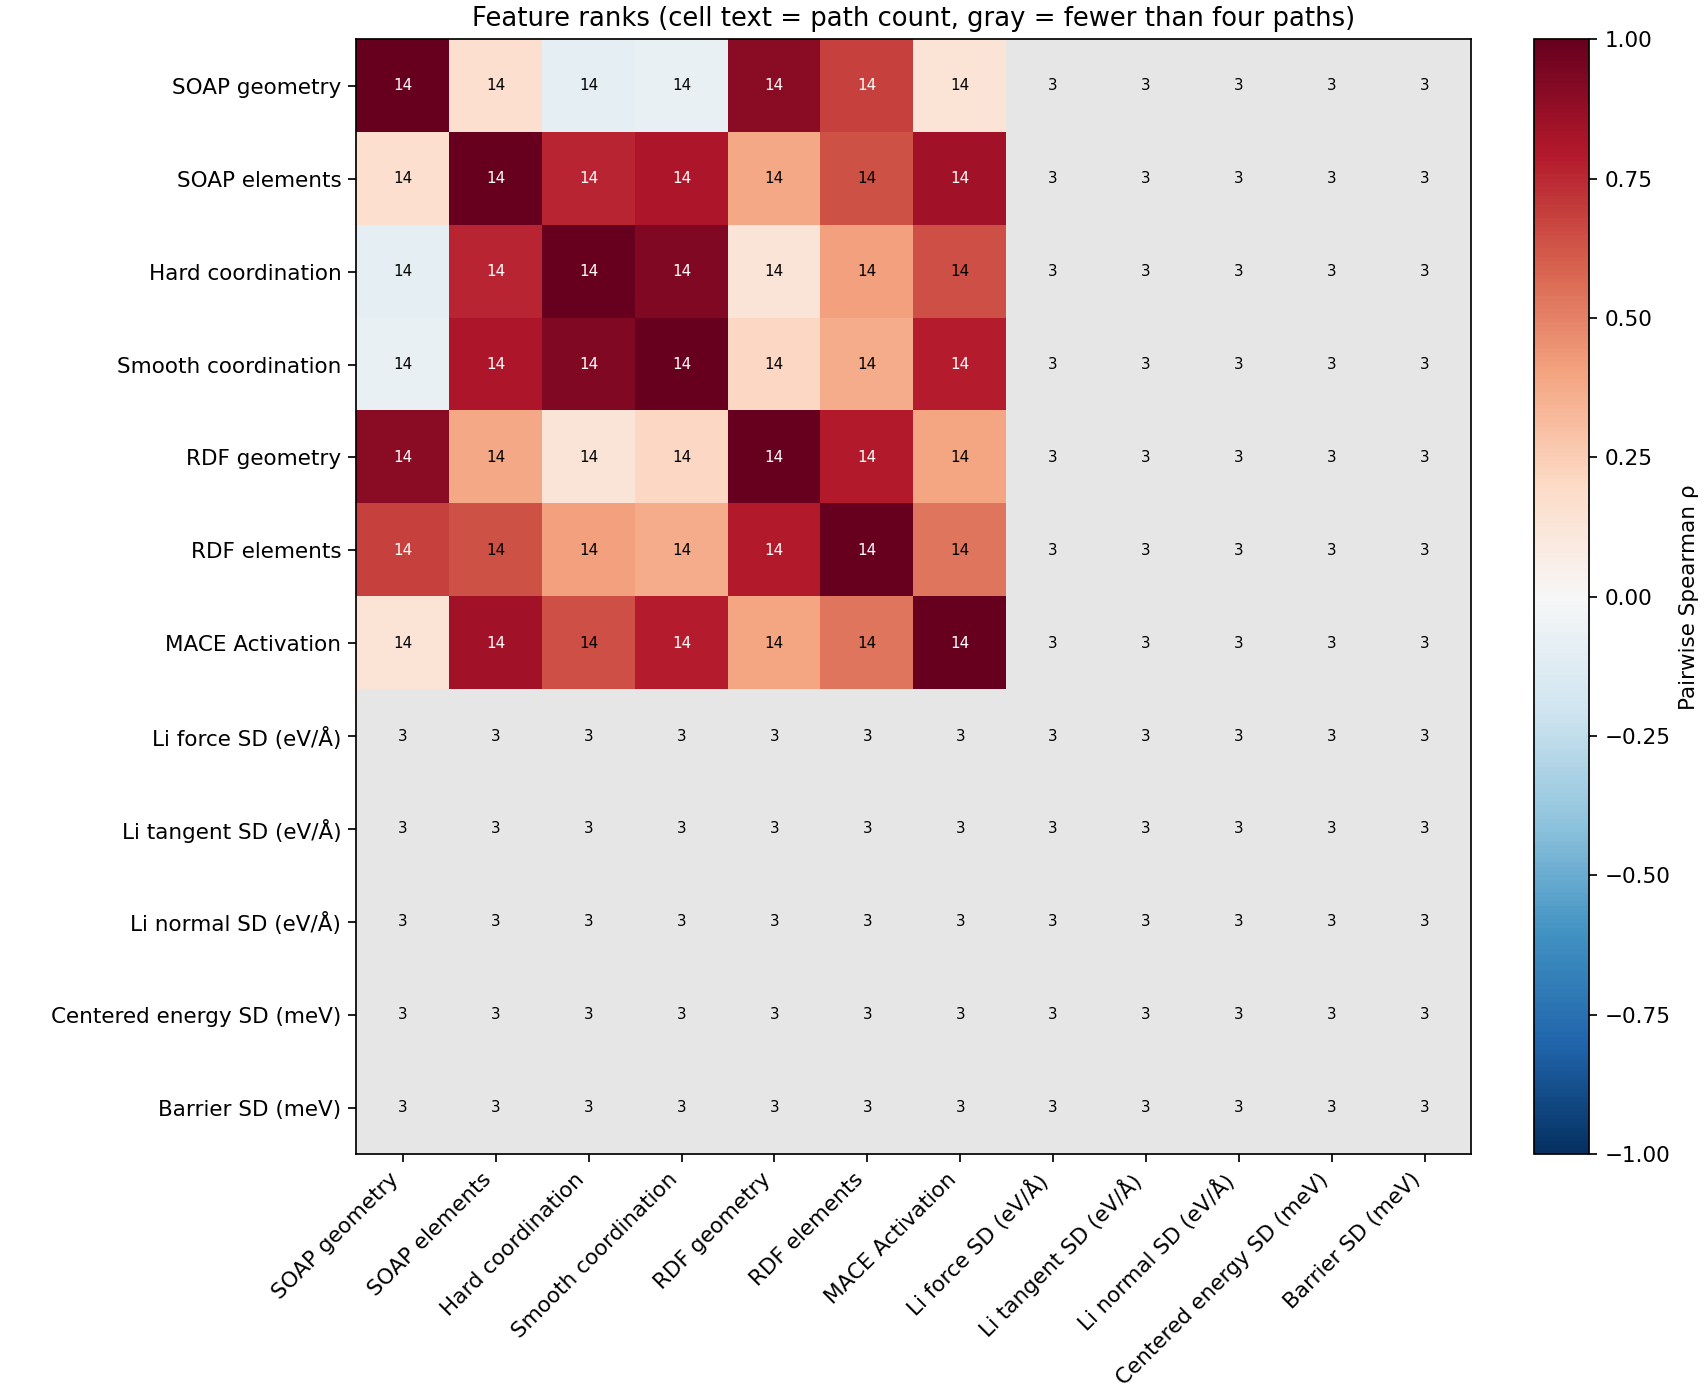 Feature ranks (cell text = path count, gray = fewer than four paths)
SOAP geometry 14 14 14 14 14 14 14 3 3 3 3 3
SOAP elements 14 14 14 14 14 14 14 3 3 3 3 3
Hard coordination 14 14 14 14 14 14 14 3 3 3 3 3
Smooth coordination 14 14 14 14 14 14 14 3 3 3 3 3
RDF geometry 14 14 14 14 14 14 14 3 3 3 3 3
RDF elements 14 14 14 14 14 14 14 3 3 3 3 3
MACE Activation 14 14 14 14 14 14 14 3 3 3 3 3
Li force SD (eV/Å) 3 3 3 3 3 3 3 3 3 3 3 3
Li tangent SD (eV/Å) 3 3 3 3 3 3 3 3 3 3 3 3
Li normal SD (eV/Å) 3 3 3 3 3 3 3 3 3 3 3 3
Centered energy SD (meV) 3 3 3 3 3 3 3 3 3 3 3 3
Barrier SD (meV) 3 3 3 3 3 3 3 3 3 3 3 3
SOAP geometry
SOAP elements
Hard coordination
Smooth coordination
RDF geometry
RDF elements
MACE Activation
Li force SD (eV/Å)
Li tangent SD (eV/Å)
Li normal SD (eV/Å)
Centered energy SD (meV)
Barrier SD (meV)
1.00
0.75
0.50
0.25
0.00
−0.25
−0.50
−0.75
−1.00
Pairwise Spearman ρ